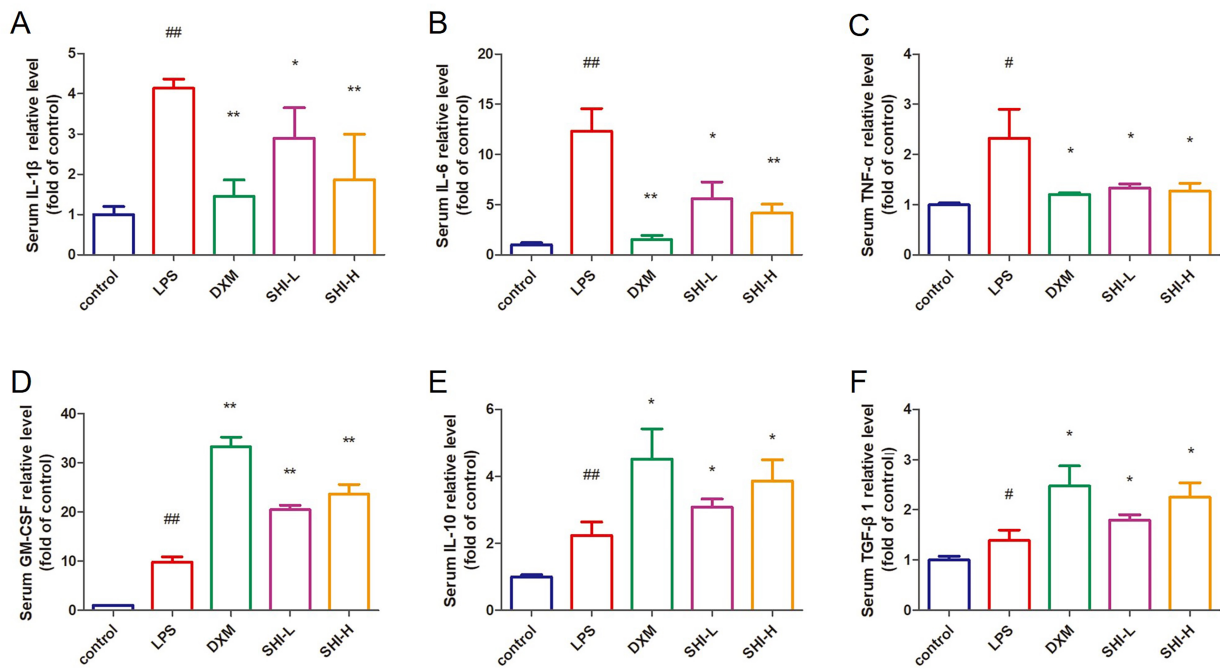 A
Serum IL-1β relative level
(fold of control)
5
4
3
2
1
0
##
**
*
**
control
LPS
DXM
SHI-L
SHI-H
B
Serum IL-6 relative level
(fold of control)
20
15
10
5
0
##
**
*
**
control
LPS
DXM
SHI-L
SHI-H
C
Serum TNF-α relative level
(fold of control)
4
3
2
1
0
#
*
*
*
control
LPS
DXM
SHI-L
SHI-H
D
Serum GM-CSF relative level
(fold of control)
40
30
20
10
0
##
**
**
**
control
LPS
DXM
SHI-L
SHI-H
E
Serum IL-10 relative level
(fold of control)
6
4
2
0
##
*
*
*
control
LPS
DXM
SHI-L
SHI-H
F
Serum TGF-β 1 relative level
(fold of control)
4
3
2
1
0
#
*
*
*
control
LPS
DXM
SHI-L
SHI-H